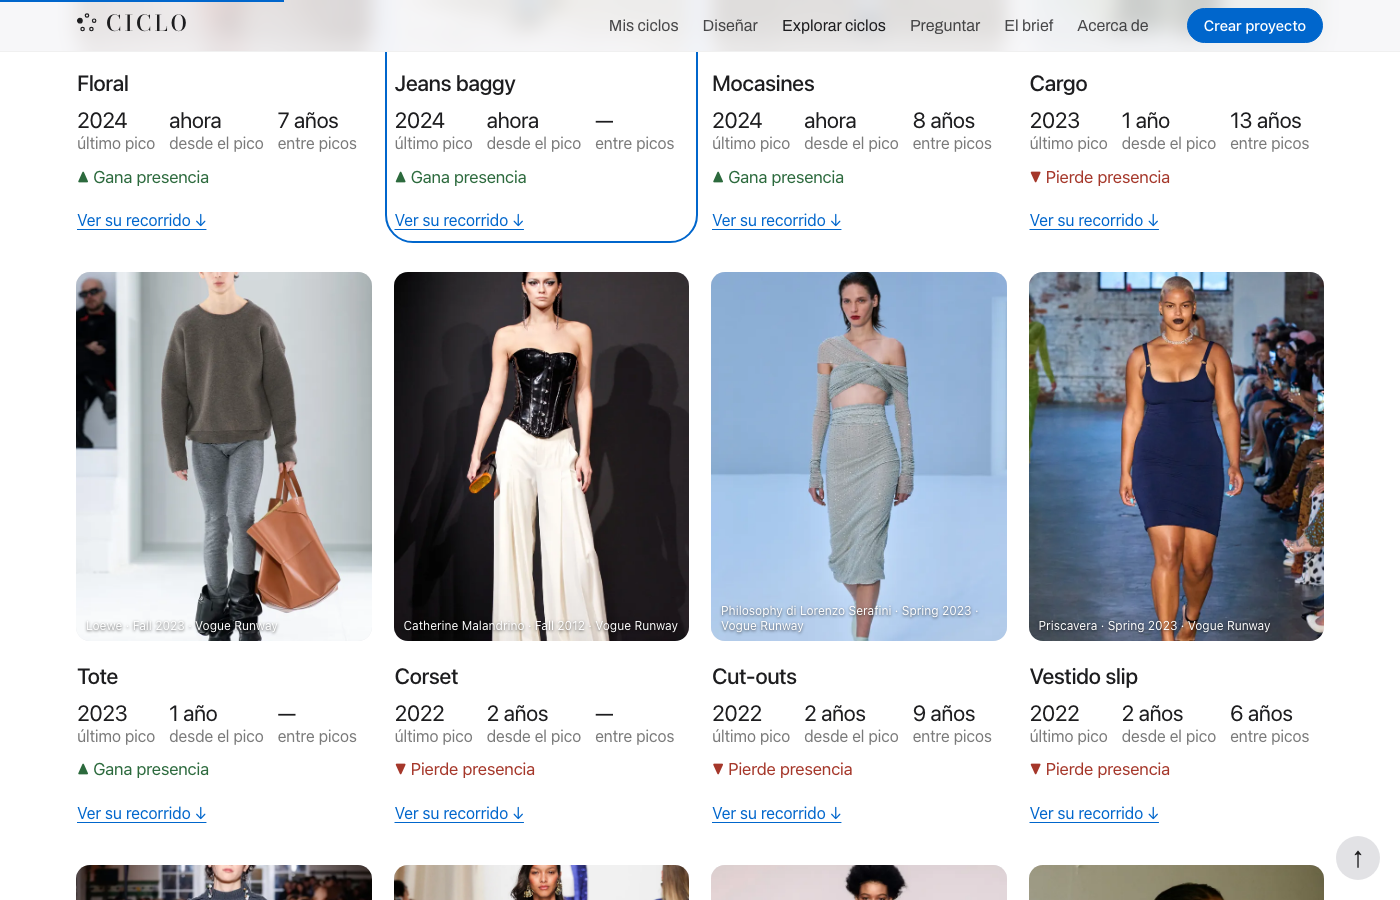 CICLO
Mis ciclos Diseñar Explorar ciclos Preguntar El brief Acerca de Crear proyecto
Floral Jeans baggy Mocasines Cargo
2024 ahora 7 años 2024 ahora — 2024 ahora 8 años 2023 1 año 13 años
último pico desde el pico entre picos último pico desde el pico entre picos último pico desde el pico entre picos último pico desde el pico entre picos
▲ Gana presencia ▲ Gana presencia ▲ Gana presencia ▼ Pierde presencia
Ver su recorrido ↓ Ver su recorrido ↓ Ver su recorrido ↓ Ver su recorrido ↓
Loewe · Fall 2023 · Vogue Runway
Catherine Malandrino · Fall 2012 · Vogue Runway
Philosophy di Lorenzo Serafini · Spring 2023 ·
Vogue Runway
Priscavera · Spring 2023 · Vogue Runway
Tote Corset Cut-outs Vestido slip
2023 1 año — 2022 2 años — 2022 2 años 9 años 2022 2 años 6 años
último pico desde el pico entre picos último pico desde el pico entre picos último pico desde el pico entre picos último pico desde el pico entre picos
▲ Gana presencia ▼ Pierde presencia ▼ Pierde presencia ▼ Pierde presencia
Ver su recorrido ↓ Ver su recorrido ↓ Ver su recorrido ↓ Ver su recorrido ↓
↑